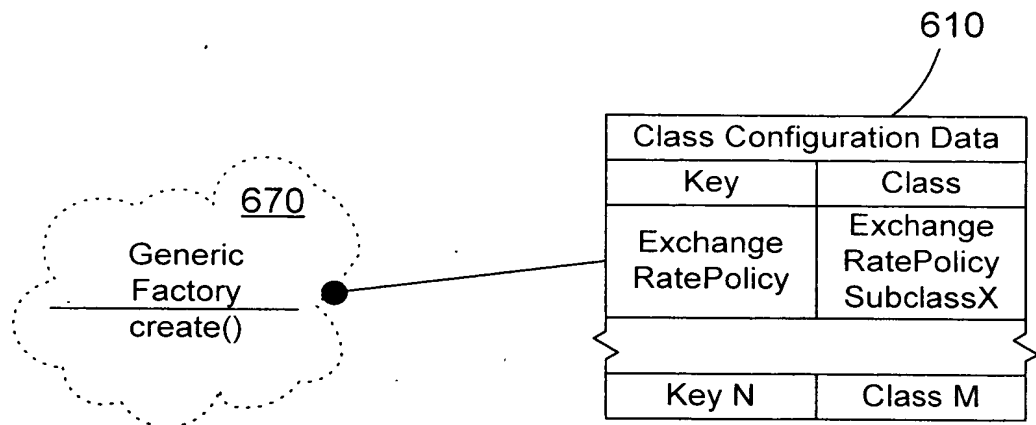 610
Class Configuration Data
Key
Class
Exchange
RatePolicy
Exchange
RatePolicy
SubclassX
Key N
Class M
670
Generic
Factory
create()